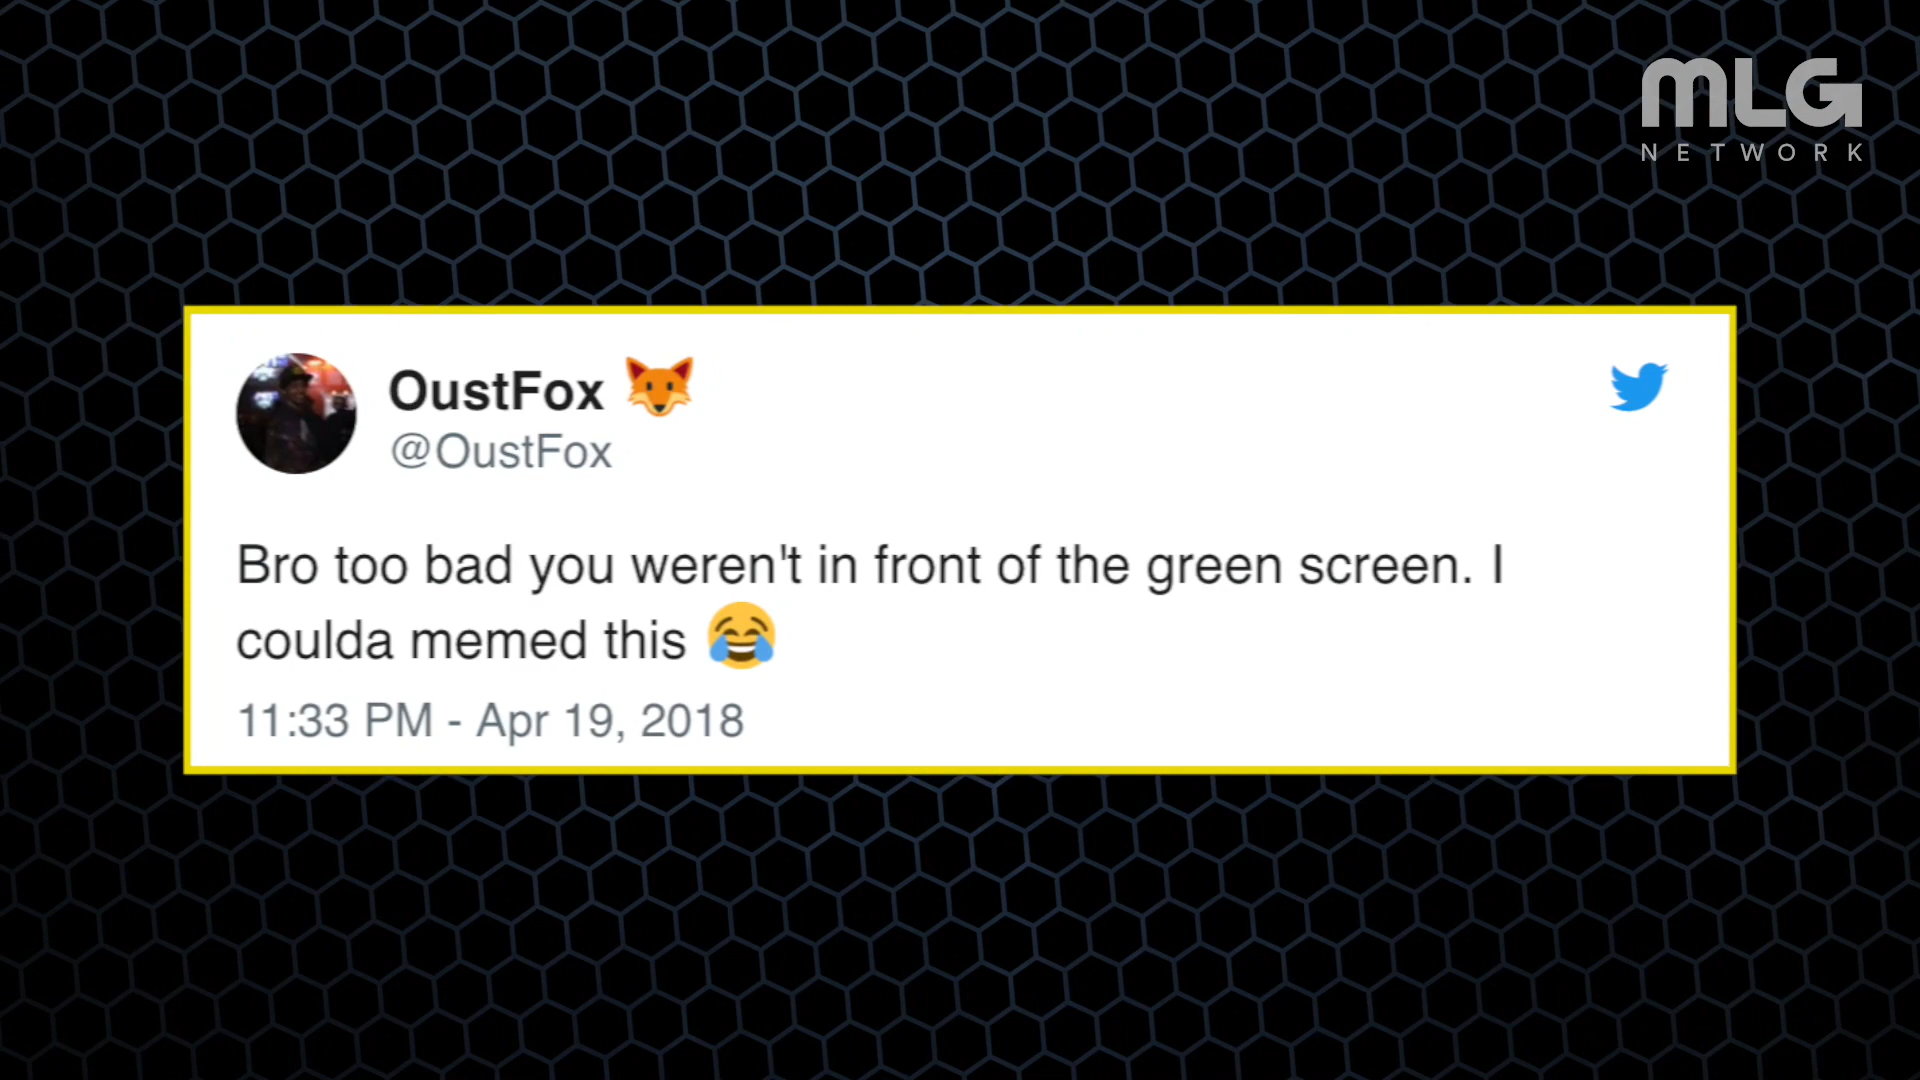 MLG
NETWORK
OustFox 🦊
@OustFox
Bro too bad you weren't in front of the green screen. I
coulda memed this 😂
11:33 PM - Apr 19, 2018